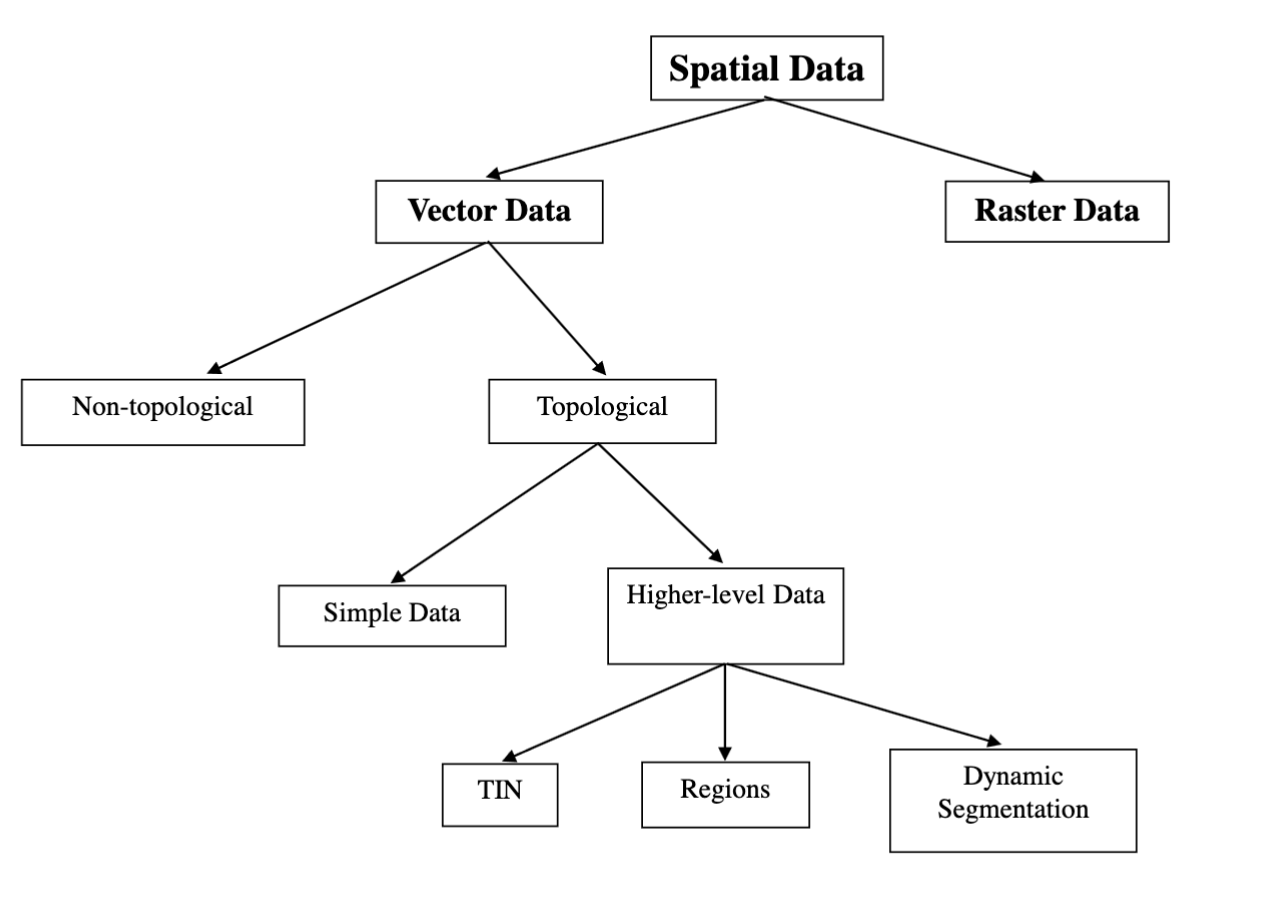 Spatial Data
Vector Data
Raster Data
Non-topological
Topological
Simple Data
Higher-level Data
TIN
Regions
Dynamic
Segmentation